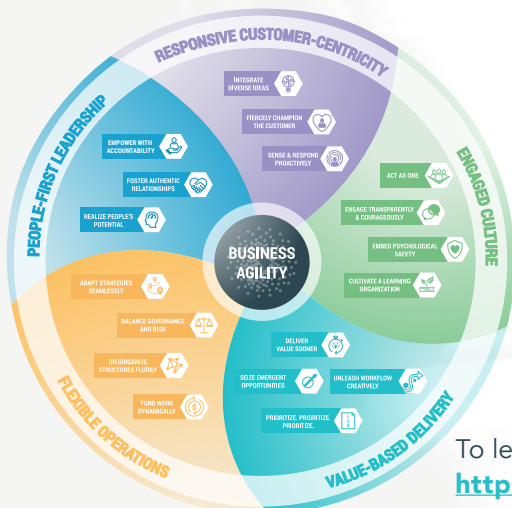 RESPONSIVE CUSTOMER-CENTRICITY
INTEGRATE
DIVERSE IDEAS
FIERCELY CHAMPION
THE CUSTOMER
SENSE & RESPOND
PROACTIVELY
PEOPLE-FIRST LEADERSHIP
EMPOWER WITH
ACCOUNTABILITY
FOSTER AUTHENTIC
RELATIONSHIPS
REALIZE PEOPLE'S
POTENTIAL
ENGAGED CULTURE
ACT AS ONE
ENGAGE TRANSPARENTLY
& COURAGEOUSLY
EMBED PSYCHOLOGICAL
SAFETY
CULTIVATE A LEARNING
ORGANIZATION
BUSINESS
AGILITY
ADAPT STRATEGIES
SEAMLESSLY
BALANCE GOVERNANCE
AND RISK
(RE)ORGANIZE
STRUCTURES FLUIDLY
FUND WORK
DYNAMICALLY
FLEXIBLE OPERATIONS
DELIVER
VALUE SOONER
SEIZE EMERGENT
OPPORTUNITIES
UNLEASH WORKFLOW
CREATIVELY
PRIORITIZE. PRIORITIZE.
PRIORITIZE.
VALUE-BASED DELIVERY
To le
http